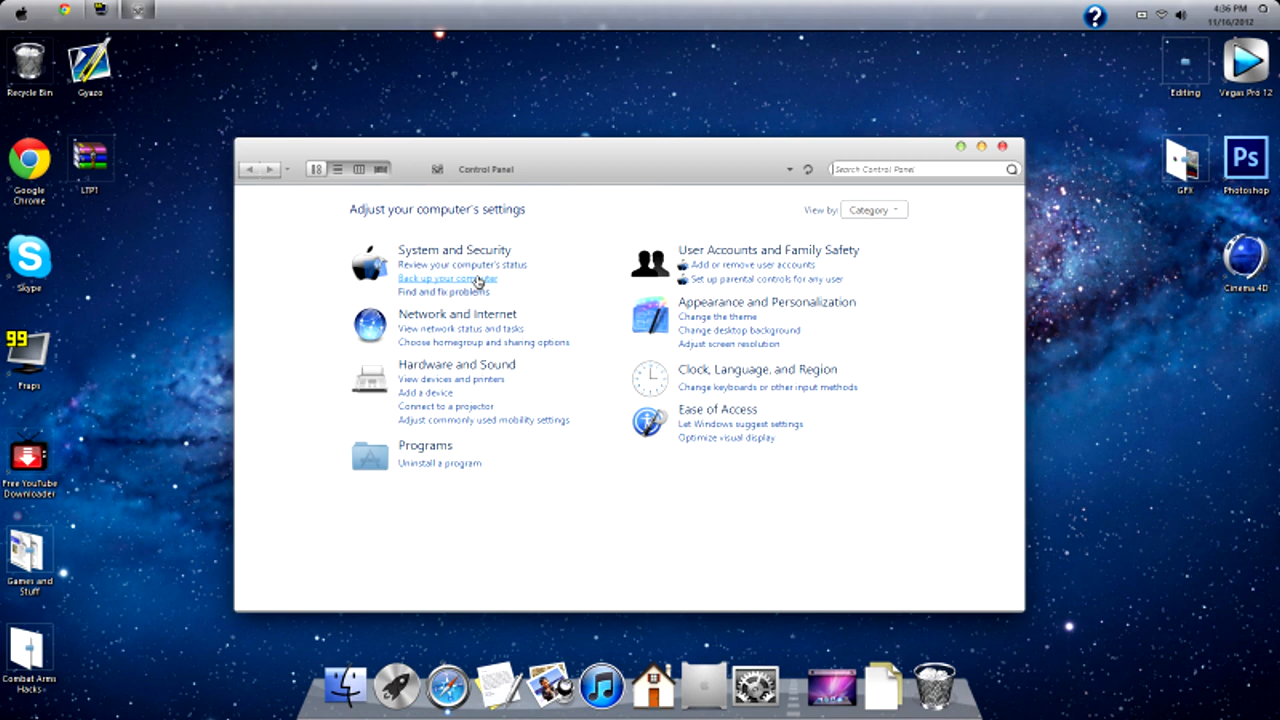 4:36 PM
11/16/2012
Recycle Bin
Gyazo
Editing
Vegas Pro 12
Google
Chrome
LTP1
GFX
Ps
Photoshop
Skype
Cinema 4D
99
Fraps
Free YouTube
Downloader
Games and
Stuff
Combat Arms
Hacks
Control Panel
Search Control Panel
Adjust your computer's settings
View by:
Category
System and Security
Review your computer's status
Back up your computer
Find and fix problems
Network and Internet
View network status and tasks
Choose homegroup and sharing options
Hardware and Sound
View devices and printers
Add a device
Connect to a projector
Adjust commonly used mobility settings
Programs
Uninstall a program
User Accounts and Family Safety
Add or remove user accounts
Set up parental controls for any user
Appearance and Personalization
Change the theme
Change desktop background
Adjust screen resolution
Clock, Language, and Region
Change keyboards or other input methods
Ease of Access
Let Windows suggest settings
Optimize visual display